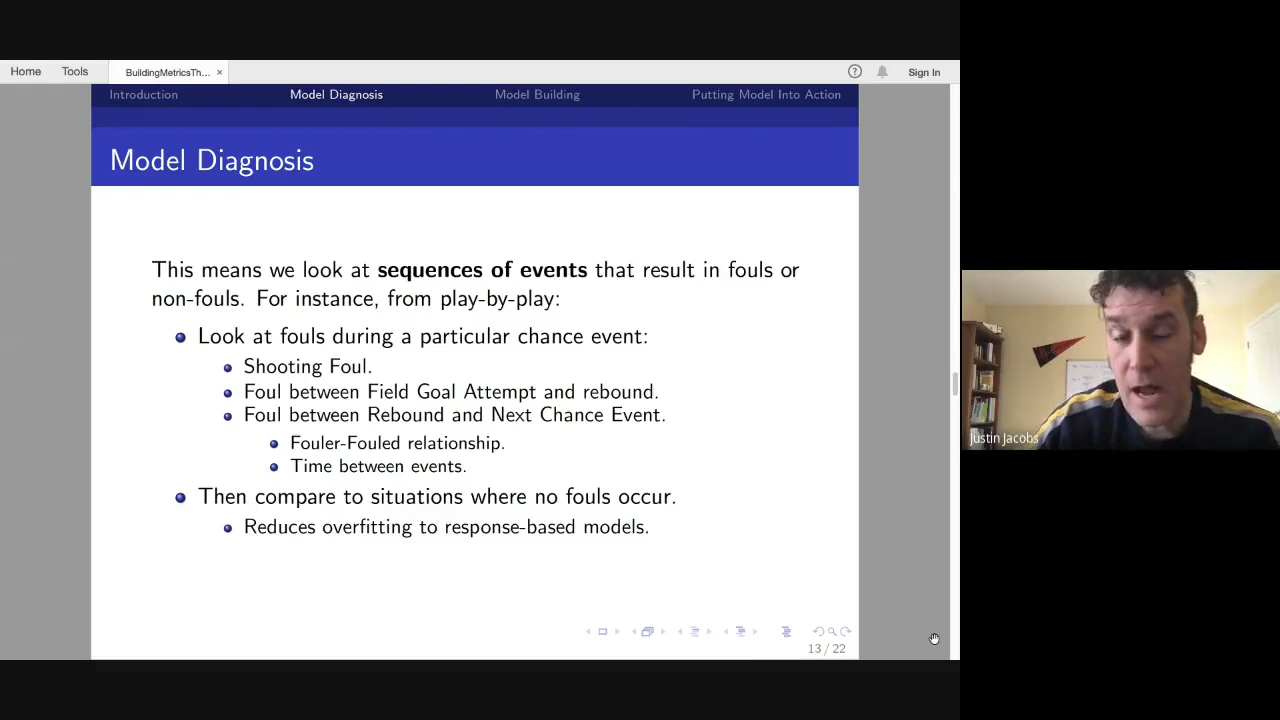 Home Tools BuildingMetricsTh... × Sign In
Introduction Model Diagnosis Model Building Putting Model Into Action
Model Diagnosis
This means we look at sequences of events that result in fouls or
non-fouls. For instance, from play-by-play:
Look at fouls during a particular chance event:
Shooting Foul.
Foul between Field Goal Attempt and rebound.
Foul between Rebound and Next Chance Event.
Fouler-Fouled relationship.
Time between events.
Then compare to situations where no fouls occur.
Reduces overfitting to response-based models.
13 / 22
Justin Jacobs